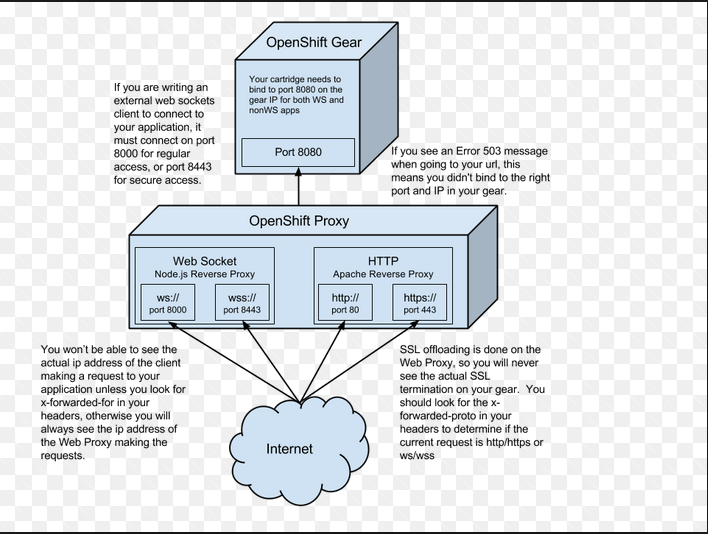 OpenShift Gear
Your cartridge needs to
bind to port 8080 on the
gear IP for both WS and
nonWS apps
Port 8080
If you are writing an
external web sockets
client to connect to
your application, it
must connect on port
8000 for regular
access, or port 8443
for secure access.
If you see an Error 503 message
when going to your url, this
means you didn't bind to the right
port and IP in your gear.
OpenShift Proxy
Web Socket
Node.js Reverse Proxy
ws://
port 8000
wss://
port 8443
HTTP
Apache Reverse Proxy
http://
port 80
https://
port 443
You won't be able to see the
actual ip address of the client
making a request to your
application unless you look for
x-forwarded-for in your
headers, otherwise you will
always see the ip address of
the Web Proxy making the
requests.
SSL offloading is done on the
Web Proxy, so you will never
see the actual SSL
termination on your gear.  You
should look for the x-
forwarded-proto in your
headers to determine if the
current request is http/https or
ws/wss
Internet